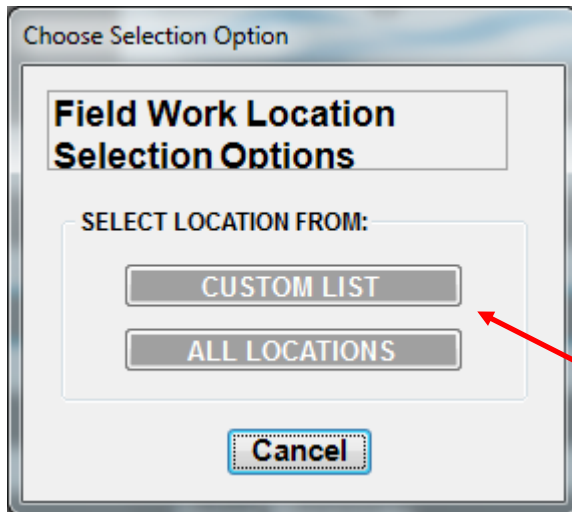 Choose Selection Option
Field Work Location
Selection Options
SELECT LOCATION FROM:
CUSTOM LIST
ALL LOCATIONS
Cancel